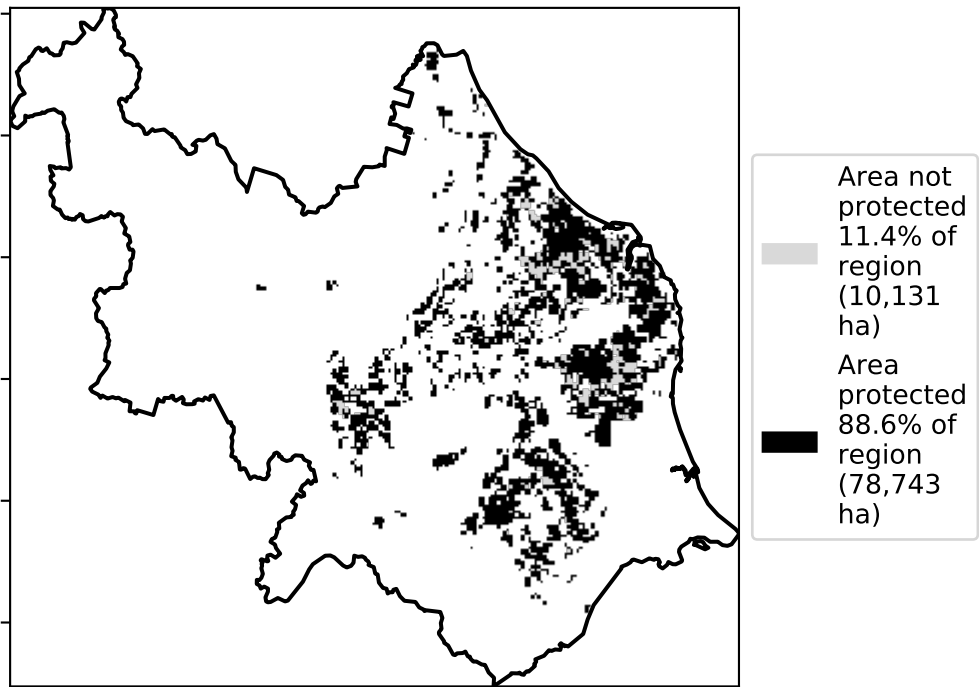 Area not
protected
11.4% of
region
(10,131
ha)
Area
protected
88.6% of
region
(78,743
ha)